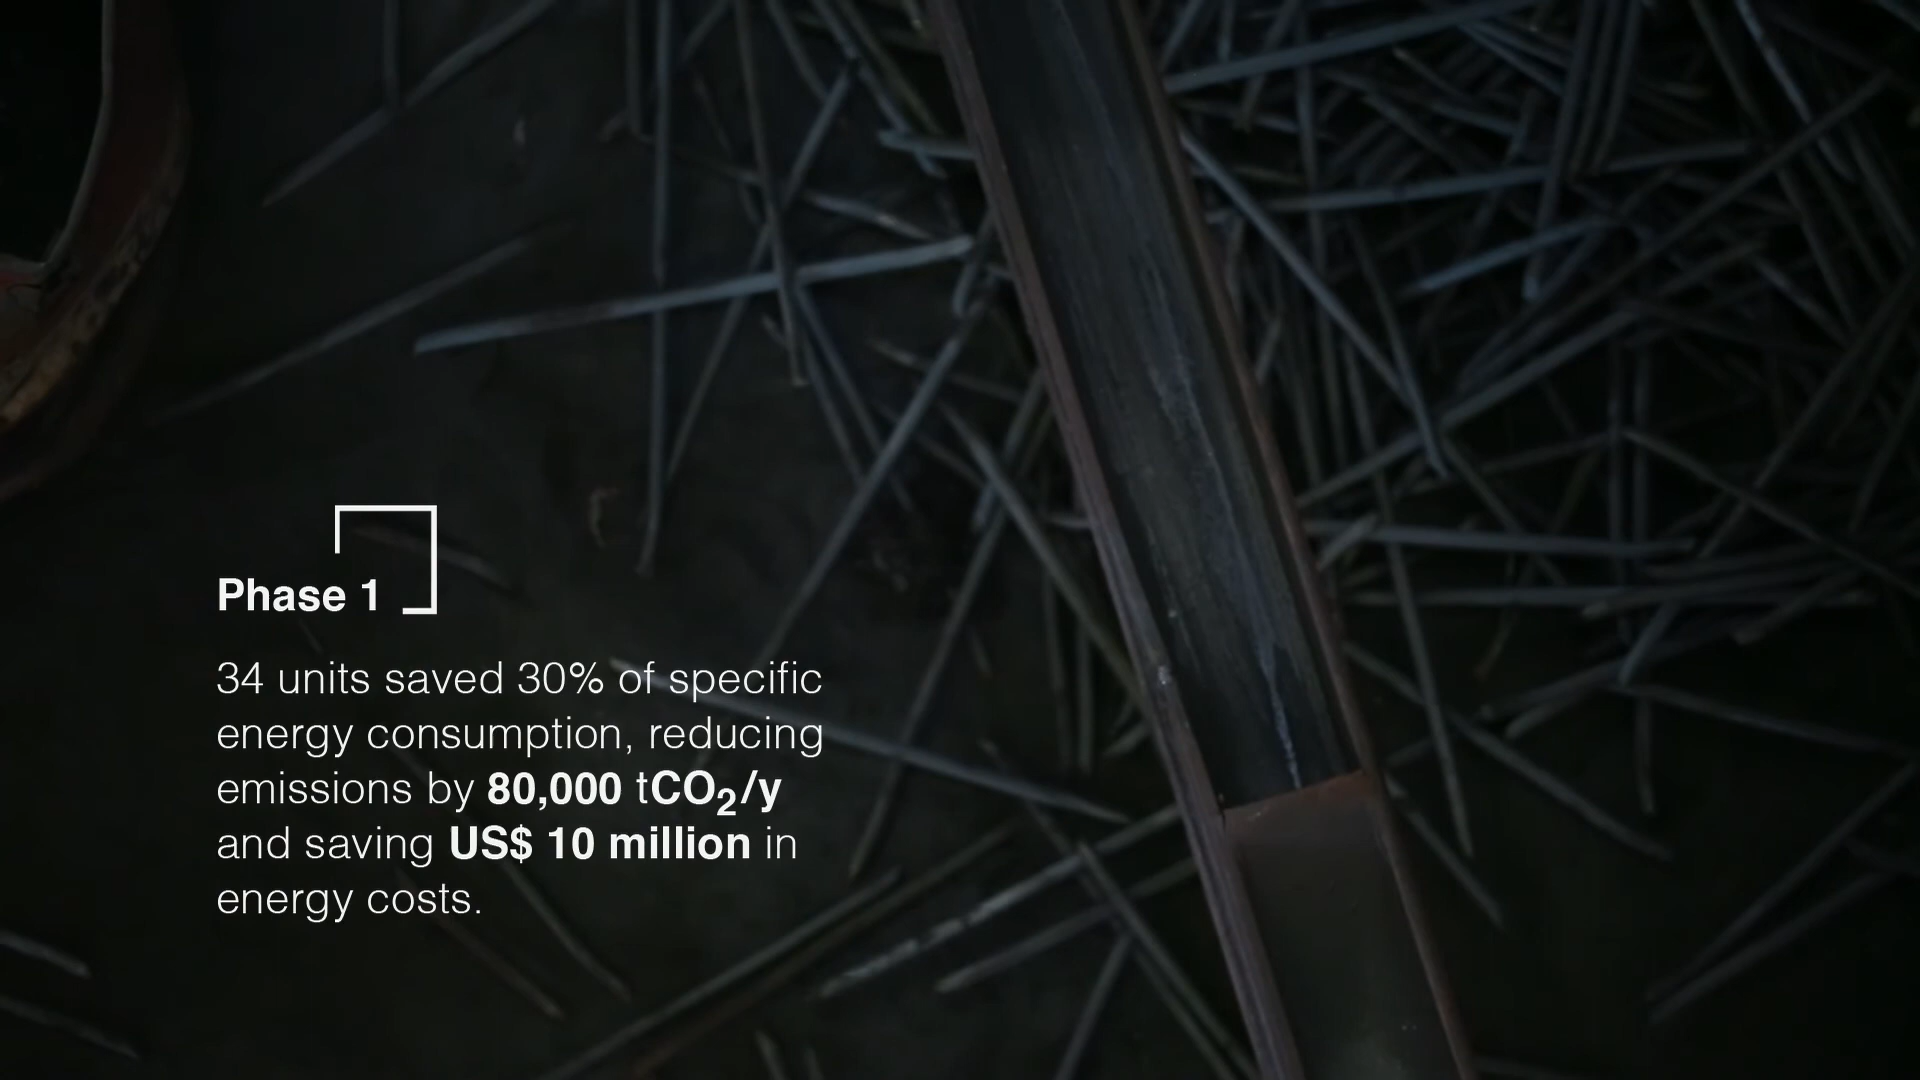 Phase 1
34 units saved 30% of specific
energy consumption, reducing
emissions by 80,000 tCO₂/y
and saving US$ 10 million in
energy costs.